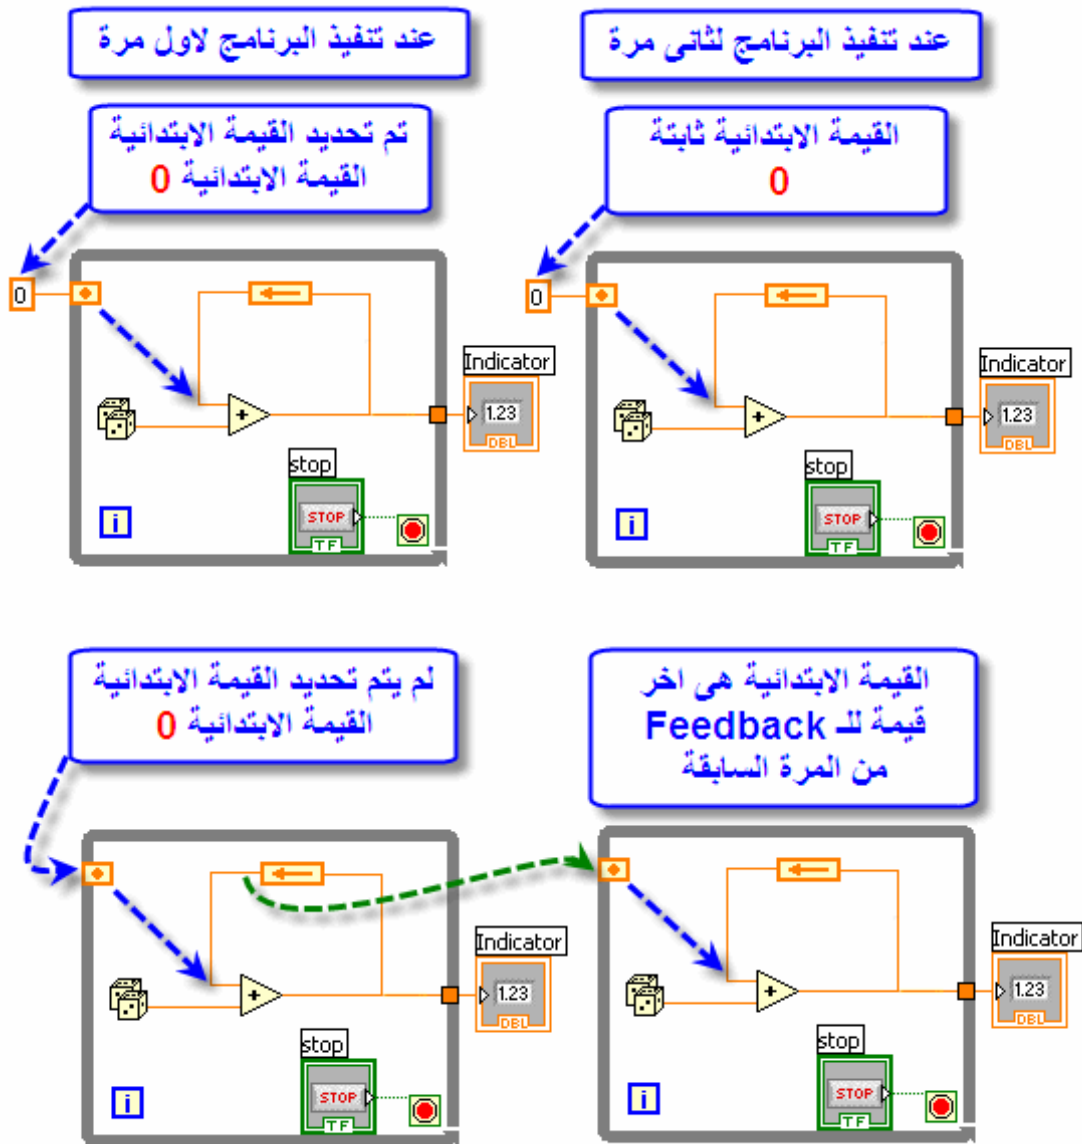 عند تنفيذ البرنامج لاول مرة
عند تنفيذ البرنامج لثانى مرة
تم تحديد القيمة الابتدائية
القيمة الابتدائية 0
القيمة الابتدائية ثابتة
0
0
Indicator
1.23
DBL
stop
STOP
TF
i
0
Indicator
1.23
DBL
stop
STOP
TF
i
لم يتم تحديد القيمة الابتدائية
القيمة الابتدائية 0
القيمة الابتدائية هى اخر
قيمة للـ Feedback
من المرة السابقة
Indicator
1.23
DBL
stop
STOP
TF
i
Indicator
1.23
DBL
stop
STOP
TF
i